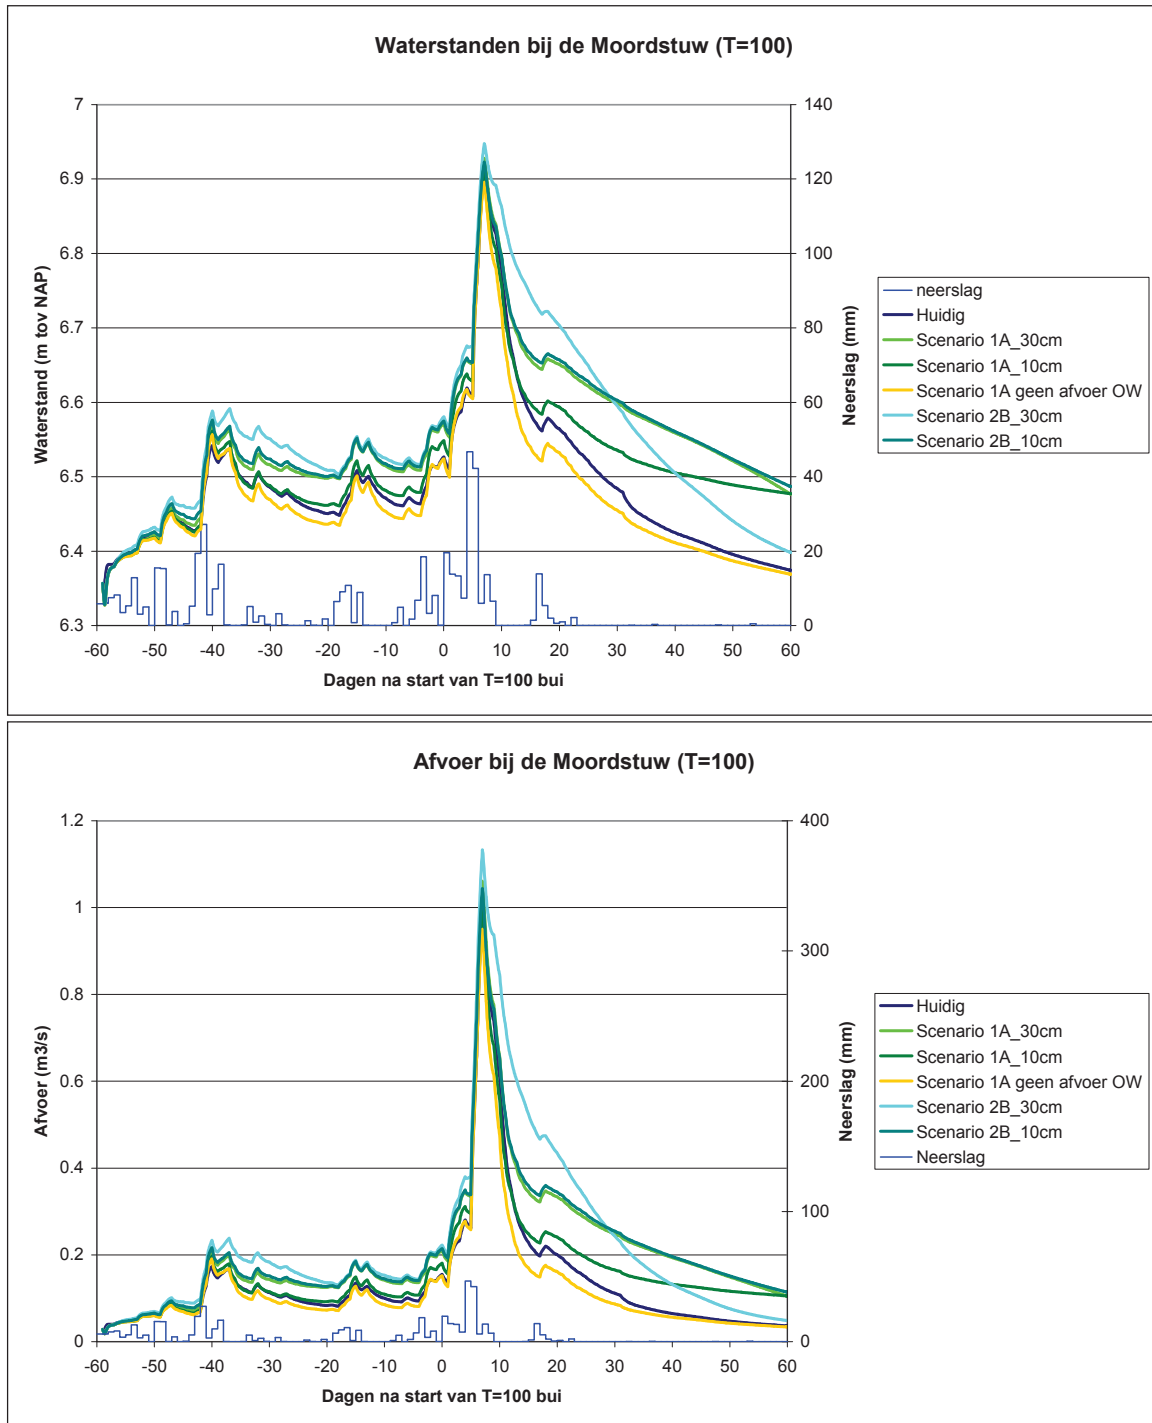 Waterstanden bij de Moordstuw (T=100)
7
6.9
6.8
6.7
6.6
6.5
6.4
6.3
Waterstand (m tov NAP)
140
120
100
80
60
40
20
0
Neerslag (mm)
-60 -50 -40 -30 -20 -10 0 10 20 30 40 50 60
Dagen na start van T=100 bui
neerslag
Huidig
Scenario 1A_30cm
Scenario 1A_10cm
Scenario 1A geen afvoer OW
Scenario 2B_30cm
Scenario 2B_10cm
Afvoer bij de Moordstuw (T=100)
1.2
1
0.8
0.6
0.4
0.2
0
Afvoer (m3/s)
400
300
200
100
0
Neerslag (mm)
-60 -50 -40 -30 -20 -10 0 10 20 30 40 50 60
Dagen na start van T=100 bui
Huidig
Scenario 1A_30cm
Scenario 1A_10cm
Scenario 1A geen afvoer OW
Scenario 2B_30cm
Scenario 2B_10cm
Neerslag